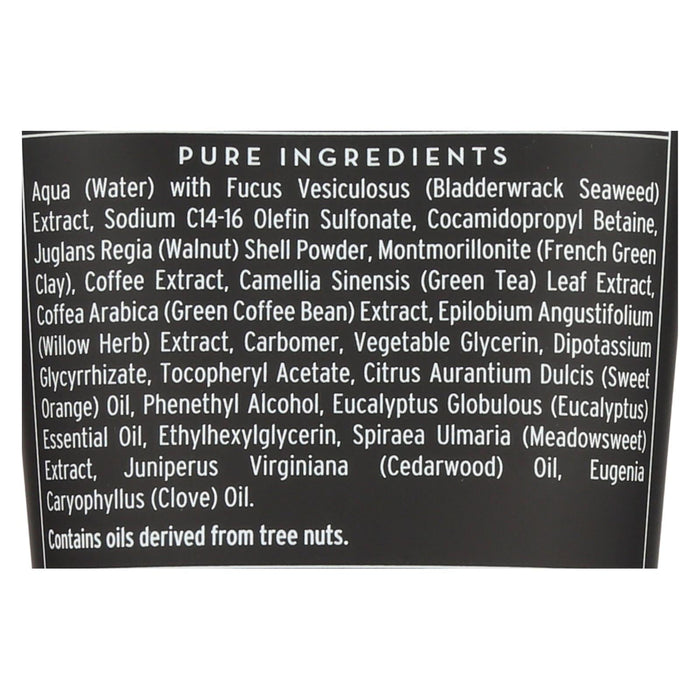 PURE INGREDIENTS
Aqua (Water) with Fucus Vesiculosus (Bladderwrack Seaweed)
Extract, Sodium C14-16 Olefin Sulfonate, Cocamidopropyl Betaine,
Juglans Regia (Walnut) Shell Powder, Montmorillonite (French Green
Clay), Coffee Extract, Camellia Sinensis (Green Tea) Leaf Extract,
Coffea Arabica (Green Coffee Bean) Extract, Epilobium Angustifolium
(Willow Herb) Extract, Carbomer, Vegetable Glycerin, Dipotassium
Glycyrrhizate, Tocopheryl Acetate, Citrus Aurantium Dulcis (Sweet
Orange) Oil, Phenethyl Alcohol, Eucalyptus Globulous (Eucalyptus)
Essential Oil, Ethylhexylglycerin, Spiraea Ulmaria (Meadowsweet)
Extract, Juniperus Virginiana (Cedarwood) Oil, Eugenia
Caryophyllus (Clove) Oil.
Contains oils derived from tree nuts.